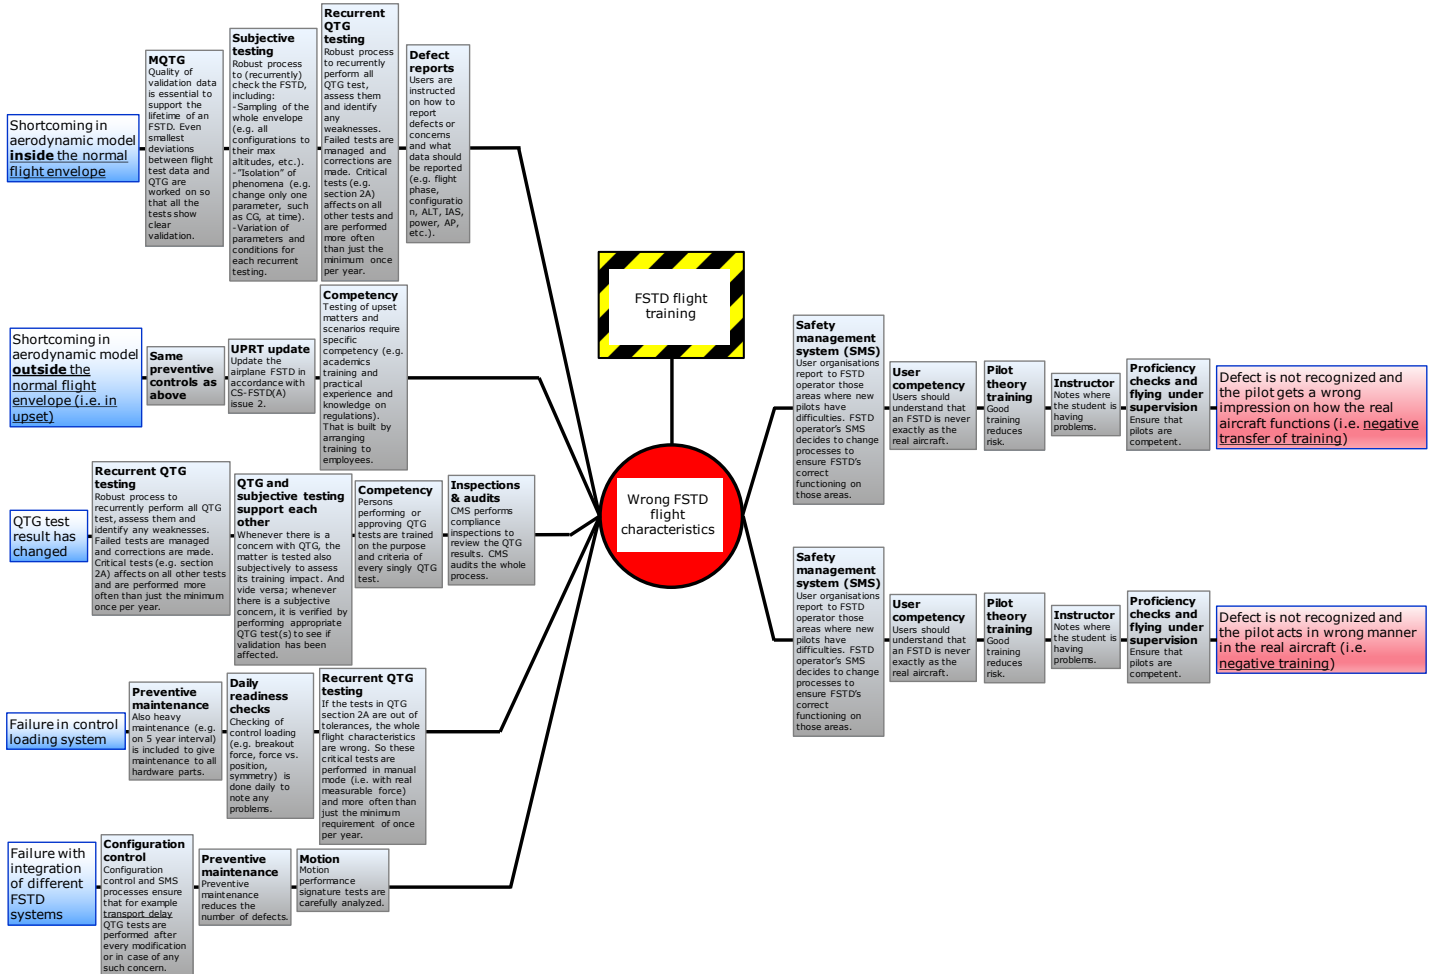 Shortcoming in
aerodynamic model
inside the normal
flight envelope
MQTG
Quality of
validation data
is essential to
support the
lifetime of an
FSTD. Even
smallest
deviations
between flight
test data and
QTG are
worked on so
that all the
tests show
clear
validation.
Subjective
testing
Robust process
to (recurrently)
check the FSTD,
including:
-Sampling of the
whole envelope
(e.g. all
configurations to
their max
altitudes, etc.).
-"Isolation" of
phenomena (e.g.
change only one
parameter, such
as CG, at time).
-Variation of
parameters and
conditions for
each recurrent
testing.
Recurrent
QTG
testing
Robust process
to recurrently
perform all
QTG test,
assess them
and identify
any
weaknesses.
Failed tests are
managed and
corrections are
made. Critical
tests (e.g.
section 2A)
affects on all
other tests and
are performed
more often
than just the
minimum once
per year.
Defect
reports
Users are
instructed
on how to
report
defects or
concerns
and what
data should
be reported
(e.g. flight
phase,
configuratio
n, ALT, IAS,
power, AP,
etc.).
Shortcoming in
aerodynamic model
outside the
normal flight
envelope (i.e. in
upset)
Same
preventive
controls as
above
UPRT update
Update the
airplane FSTD in
accordance with
CS-FSTD(A)
issue 2.
Competency
Testing of upset
matters and
scenarios require
specific
competency (e.g.
academics
training and
practical
experience and
knowledge on
regulations).
That is built by
arranging
training to
employees.
QTG test
result has
changed
Recurrent QTG
testing
Robust process to
recurrently perform all QTG
test, assess them and
identify any weaknesses.
Failed tests are managed
and corrections are made.
Critical tests (e.g. section
2A) affects on all other tests
and are performed more
often than just the minimum
once per year.
QTG and
subjective testing
support each
other
Whenever there is a
concern with QTG, the
matter is tested also
subjectively to assess
its training impact. And
vide versa; whenever
there is a subjective
concern, it is verified by
performing appropriate
QTG test(s) to see if
validation has been
affected.
Competency
Persons
performing or
approving QTG
tests are trained
on the purpose
and criteria of
every singly QTG
test.
Inspections
& audits
CMS performs
compliance
inspections to
review the QTG
results. CMS
audits the whole
process.
Failure in control
loading system
Preventive
maintenance
Also heavy
maintenance (e.g.
on 5 year interval)
is included to give
maintenance to all
hardware parts.
Daily
readiness
checks
Checking of
control loading
(e.g. breakout
force, force vs.
position,
symmetry) is
done daily to
note any
problems.
Recurrent QTG
testing
If the tests in QTG
section 2A are out of
tolerances, the whole
flight characteristics
are wrong. So these
critical tests are
performed in manual
mode (i.e. with real
measurable force)
and more often than
just the minimum
requirement of once
per year.
Failure with
integration
of different
FSTD
systems
Configuration
control
Configuration
control and SMS
processes ensure
that for example
transport delay
QTG tests are
performed after
every modification
or in case of any
such concern.
Preventive
maintenance
Preventive
maintenance
reduces the
number of defects.
Motion
Motion
performance
signature tests are
carefully analyzed.
FSTD flight
training
Wrong FSTD
flight
characteristics
Safety
management
system (SMS)
User organisations
report to FSTD
operator those
areas where new
pilots have
difficulties. FSTD
operator's SMS
decides to change
processes to
ensure FSTD's
correct
functioning on
those areas.
User
competency
Users should
understand that
an FSTD is never
exactly as the
real aircraft.
Pilot
theory
training
Good
training
reduces
risk.
Instructor
Notes where
the student is
having
problems.
Proficiency
checks and
flying under
supervision
Ensure that
pilots are
competent.
Defect is not recognized and
the pilot gets a wrong
impression on how the real
aircraft functions (i.e. negative
transfer of training)
Safety
management
system (SMS)
User organisations
report to FSTD
operator those
areas where new
pilots have
difficulties. FSTD
operator's SMS
decides to change
processes to
ensure FSTD's
correct
functioning on
those areas.
User
competency
Users should
understand that
an FSTD is never
exactly as the
real aircraft.
Pilot
theory
training
Good
training
reduces
risk.
Instructor
Notes where
the student is
having
problems.
Proficiency
checks and
flying under
supervision
Ensure that
pilots are
competent.
Defect is not recognized and
the pilot acts in wrong manner
in the real aircraft (i.e.
negative training)